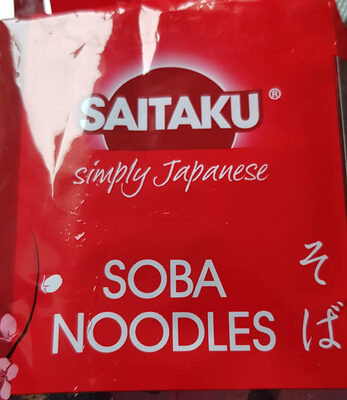 SAITAKU®
simply Japanese
SOBA
NOODLES
そば